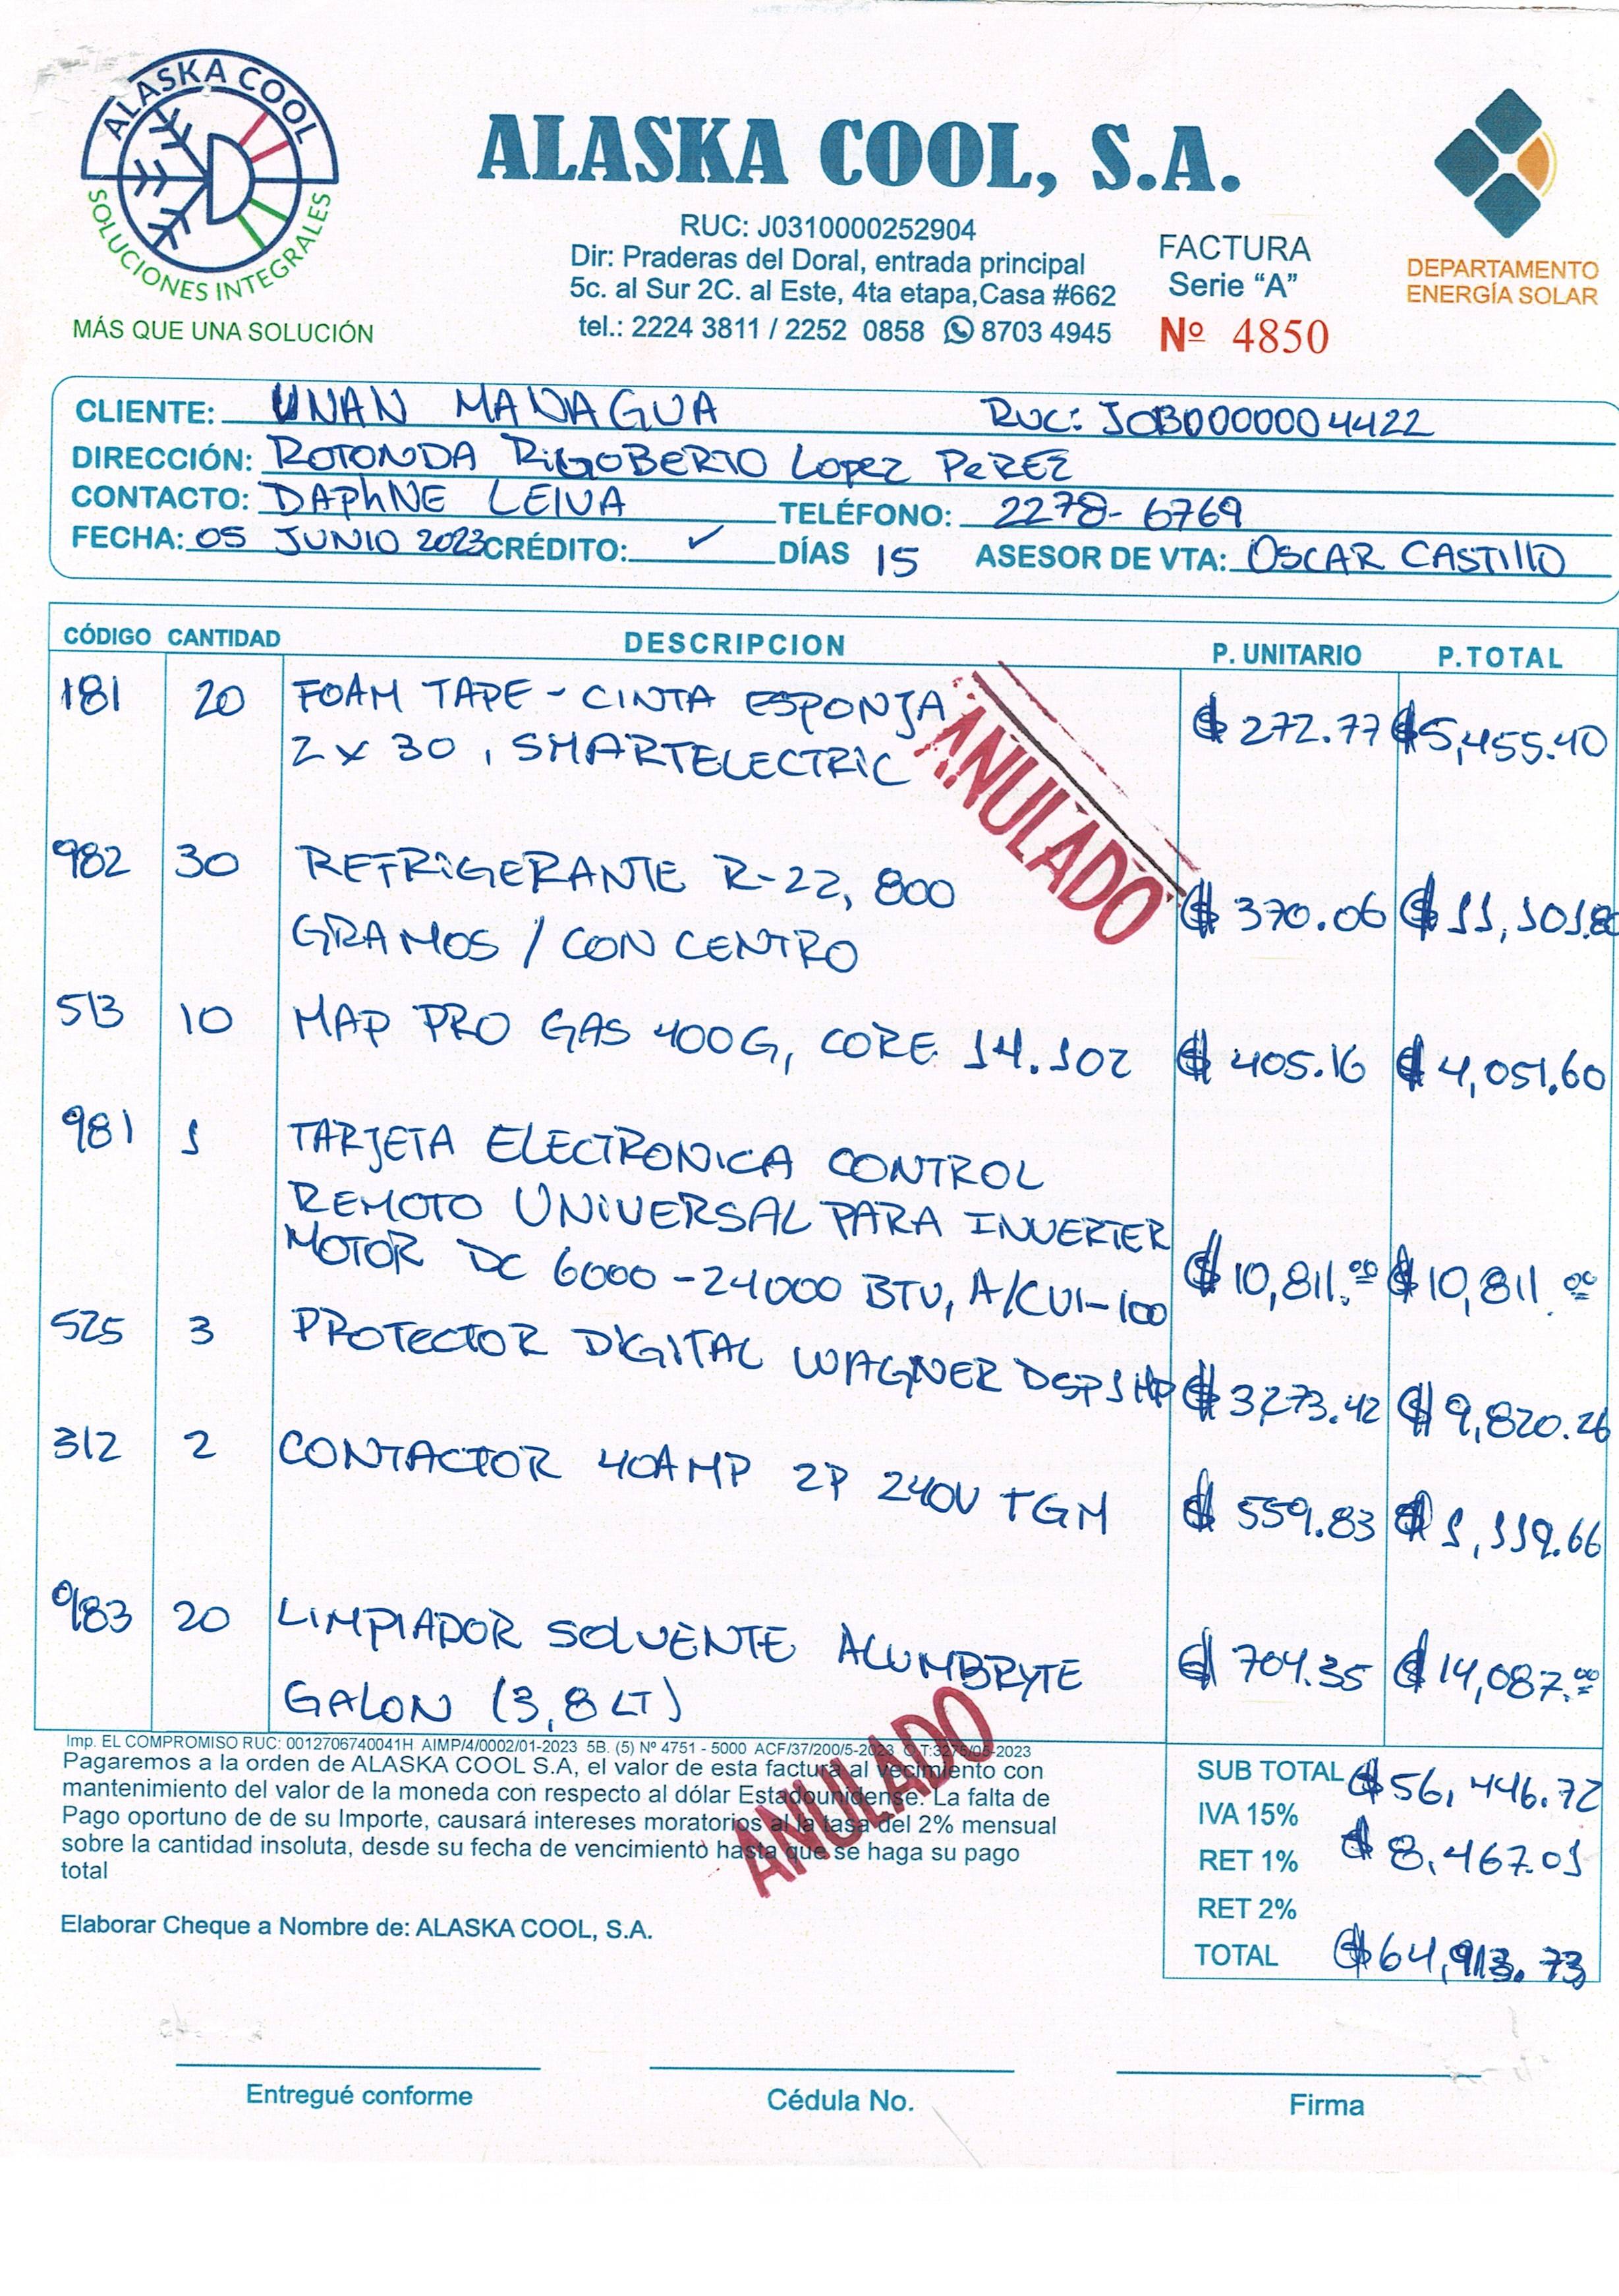 ALASKA COOL
SOLUCIONES INTEGRALES
MÁS QUE UNA SOLUCIÓN
ALASKA COOL, S.A.
RUC: J0310000252904
Dir: Praderas del Doral, entrada principal
5c. al Sur 2C. al Este, 4ta etapa,Casa #662
tel.: 2224 3811 / 2252 0858 8703 4945
FACTURA
Serie “A”
Nº 4850
DEPARTAMENTO
ENERGÍA SOLAR
CLIENTE: UNAN MANAGUA RUC: J0130000004422
DIRECCIÓN: ROTONDA RIGOBERTO LOPEZ PEREZ
CONTACTO: DAPHNE LEIVA TELÉFONO: 2278-6769
FECHA: 05 JUNIO 2023 CRÉDITO: ✓ DÍAS 15 ASESOR DE VTA: OSCAR CASTILLO
CÓDIGO CANTIDAD DESCRIPCION P. UNITARIO P.TOTAL
181 20 FOAM TAPE - CINTA ESPONJA C$ 272.77 C$5,455.40
2 x 30, SMARTELECTRIC
ANULADO
982 30 REFRIGERANTE R-22, 800 C$ 370.06 C$ 11,101.80
GRAMOS / CON CENTRO
513 10 MAP PRO GAS 400G, CORE 14.1OZ C$ 405.16 C$ 4,051.60
981 1 TARJETA ELECTRONICA CONTROL
REMOTO UNIVERSAL PARA INVERTER
MOTOR DC 6000-24000 BTU, A/CUI-100 C$ 10,811.00 C$10,811.00
525 3 PROTECTOR DIGITAL WAGNER DSP1HP C$ 3,273.42 C$ 9,820.26
312 2 CONTACTOR 40AMP 2P 240V TGM C$ 559.83 C$ 1,119.66
983 20 LIMPIADOR SOLVENTE ALUMBRYTE C$ 704.35 C$ 14,087.00
GALON (3,8 LT)
Imp. EL COMPROMISO RUC: 0012706740041H AIMP/4/0002/01-2023 5B. (5) Nº 4751 - 5000 ACF/37/200/5-2023 O.T:3276/05-2023
Pagaremos a la orden de ALASKA COOL S.A, el valor de esta factura al vecimiento con
mantenimiento del valor de la moneda con respecto al dólar Estadounidense. La falta de
Pago oportuno de de su Importe, causará intereses moratorios al la tasa del 2% mensual
sobre la cantidad insoluta, desde su fecha de vencimiento hasta que se haga su pago
total
ANULADO
Elaborar Cheque a Nombre de: ALASKA COOL, S.A.
SUB TOTAL C$56,446.72
IVA 15% C$ 8,467.01
RET 1%
RET 2%
TOTAL C$64,913.73
Entregué conforme
Cédula No.
Firma